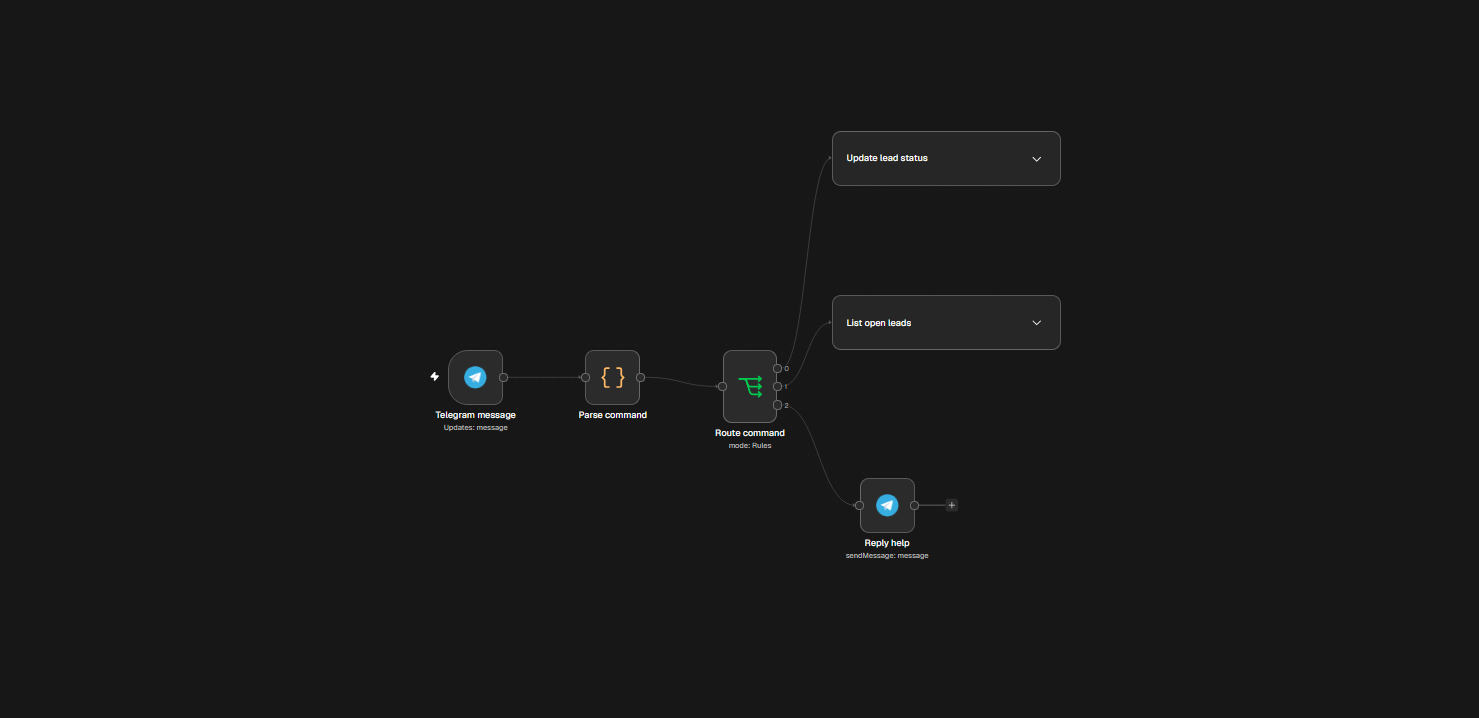 Update lead status
List open leads
0
1
2
Telegram message
Updates: message
Parse command
Route command
mode: Rules
Reply help
sendMessage: message